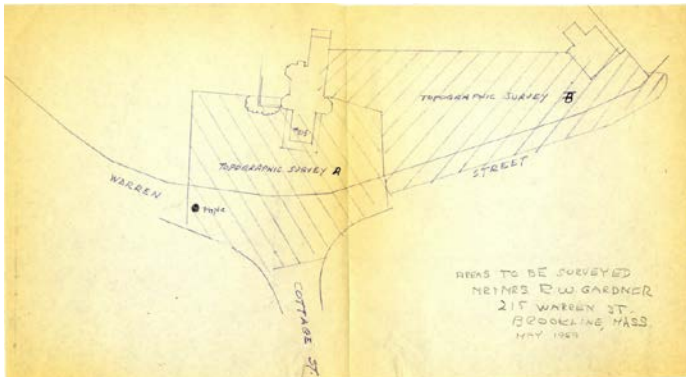 TOPOGRAPHIC SURVEY B
TOPOGRAPHIC SURVEY A
WARREN
STREET
COTTAGE ST.
AREAS TO BE SURVEYED
MR & MRS R.W. GARDNER
215 WARREN ST.
BROOKLINE, MASS.
MAY